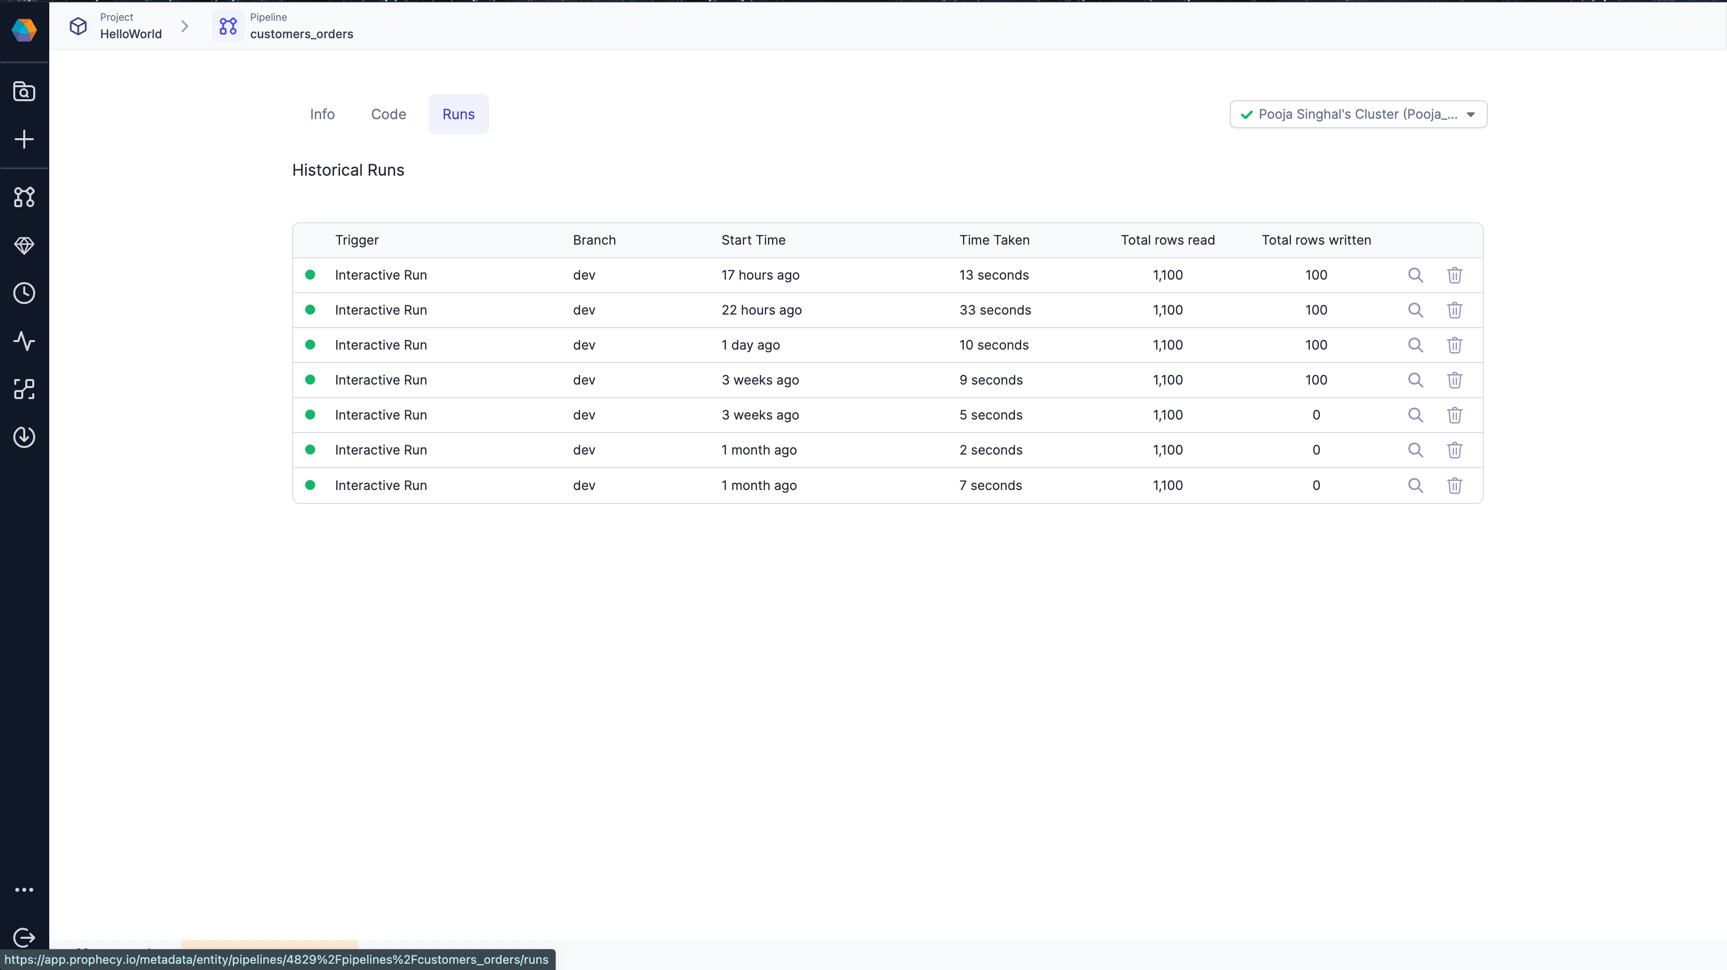 Project
HelloWorld
Pipeline
customers_orders
Info
Code
Runs
Pooja Singhal's Cluster (Pooja_...
Historical Runs
Trigger Branch Start Time Time Taken Total rows read Total rows written
Interactive Run dev 17 hours ago 13 seconds 1,100 100
Interactive Run dev 22 hours ago 33 seconds 1,100 100
Interactive Run dev 1 day ago 10 seconds 1,100 100
Interactive Run dev 3 weeks ago 9 seconds 1,100 100
Interactive Run dev 3 weeks ago 5 seconds 1,100 0
Interactive Run dev 1 month ago 2 seconds 1,100 0
Interactive Run dev 1 month ago 7 seconds 1,100 0
https://app.prophecy.io/metadata/entity/pipelines/4829%2Fpipelines%2Fcustomers_orders/runs